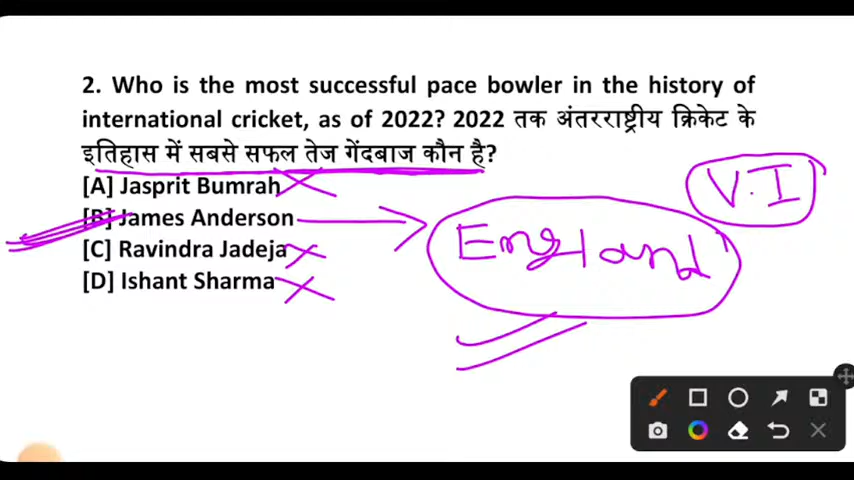 2. Who is the most successful pace bowler in the history of
international cricket, as of 2022? 2022 तक अंतरराष्ट्रीय क्रिकेट के
इतिहास में सबसे सफल तेज गेंदबाज कौन है?
[A] Jasprit Bumrah
[B] James Anderson
[C] Ravindra Jadeja
[D] Ishant Sharma
V.I
England